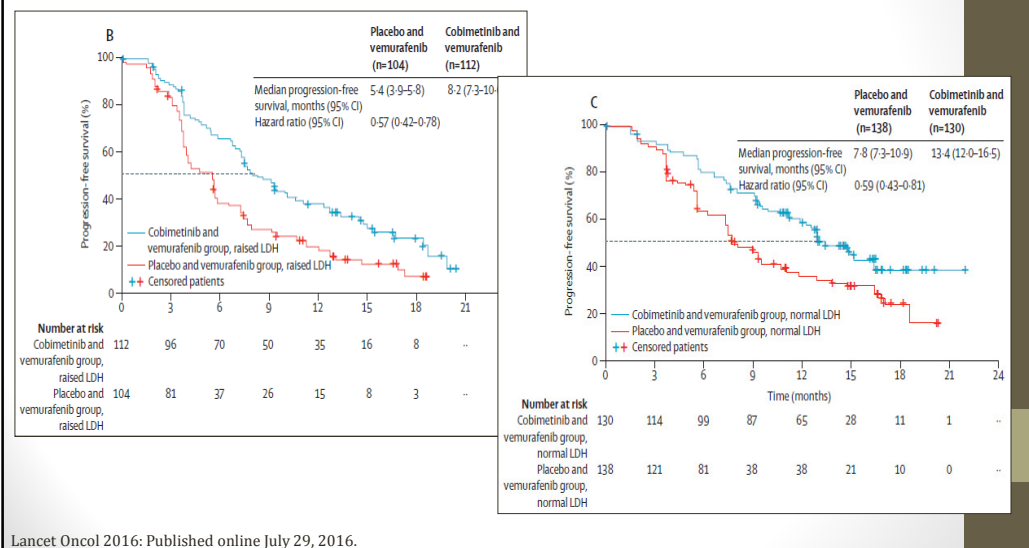 B
Placebo and
vemurafenib
(n=104)
Cobimetinib and
vemurafenib
(n=112)
Median progression-free
survival, months (95% CI)
5·4 (3·9–5·8)
8·2 (7·3–10·
Hazard ratio (95% CI)
0·57 (0·42–0·78)
Progression-free survival (%)
100
80
60
40
20
0
Cobimetinib and
vemurafenib group, raised LDH
Placebo and vemurafenib group, raised LDH
Censored patients
0 3 6 9 12 15 18 21
Number at risk
Cobimetinib and 112 96 70 50 35 16 8 ··
vemurafenib group,
raised LDH
Placebo and 104 81 37 26 15 8 3 ··
vemurafenib group,
raised LDH
C
Placebo and
vemurafenib
(n=138)
Cobimetinib and
vemurafenib
(n=130)
Median progression-free
survival, months (95% CI)
7·8 (7·3–10·9)
13·4 (12·0–16·5)
Hazard ratio (95% CI)
0·59 (0·43–0·81)
Progression-free survival (%)
100
80
60
40
20
0
Cobimetinib and vemurafenib group, normal LDH
Placebo and vemurafenib group, normal LDH
Censored patients
0 3 6 9 12 15 18 21 24
Time (months)
Number at risk
Cobimetinib and 130 114 99 87 65 28 11 1 ··
vemurafenib group,
normal LDH
Placebo and 138 121 81 38 38 21 10 0 ··
vemurafenib group,
normal LDH
Lancet Oncol 2016: Published online July 29, 2016.